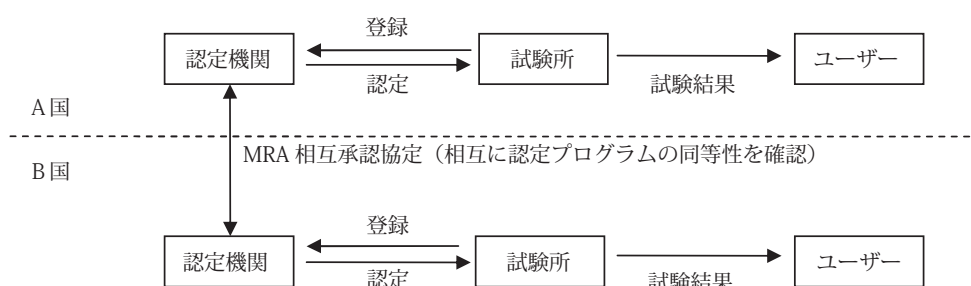 登録
認定機関 試験所 ユーザー
認定 試験結果
A国
MRA 相互承認協定（相互に認定プログラムの同等性を確認）
B国
登録
認定機関 試験所 ユーザー
認定 試験結果